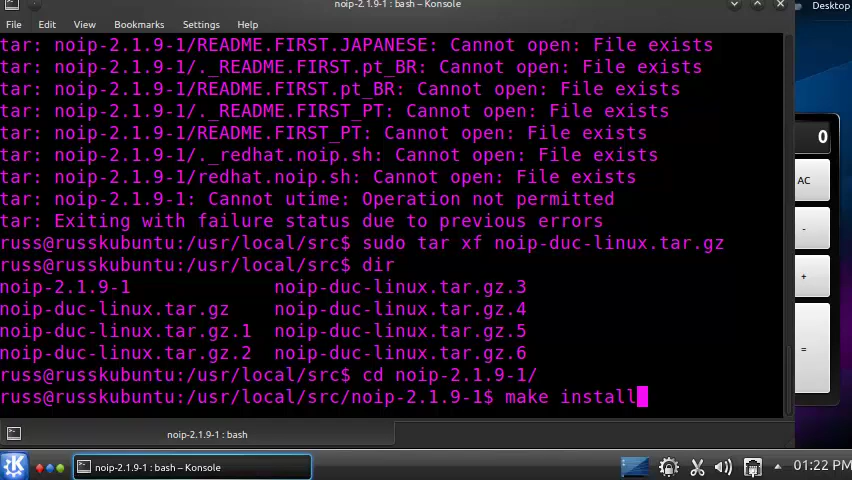 noip-2.1.9-1 : bash – Konsole
Desktop
File Edit View Bookmarks Settings Help
tar: noip-2.1.9-1/README.FIRST.JAPANESE: Cannot open: File exists
tar: noip-2.1.9-1/._README.FIRST.pt_BR: Cannot open: File exists
tar: noip-2.1.9-1/README.FIRST.pt_BR: Cannot open: File exists
tar: noip-2.1.9-1/._README.FIRST_PT: Cannot open: File exists
tar: noip-2.1.9-1/README.FIRST_PT: Cannot open: File exists
tar: noip-2.1.9-1/._redhat.noip.sh: Cannot open: File exists
tar: noip-2.1.9-1/redhat.noip.sh: Cannot open: File exists
tar: noip-2.1.9-1: Cannot utime: Operation not permitted
tar: Exiting with failure status due to previous errors
russ@russkubuntu:/usr/local/src$ sudo tar xf noip-duc-linux.tar.gz
russ@russkubuntu:/usr/local/src$ dir
noip-2.1.9-1 noip-duc-linux.tar.gz.3
noip-duc-linux.tar.gz noip-duc-linux.tar.gz.4
noip-duc-linux.tar.gz.1 noip-duc-linux.tar.gz.5
noip-duc-linux.tar.gz.2 noip-duc-linux.tar.gz.6
russ@russkubuntu:/usr/local/src$ cd noip-2.1.9-1/
russ@russkubuntu:/usr/local/src/noip-2.1.9-1$ make install
0
AC
-
+
=
noip-2.1.9-1 : bash
noip-2.1.9-1 : bash – Konsole
01:22 PM